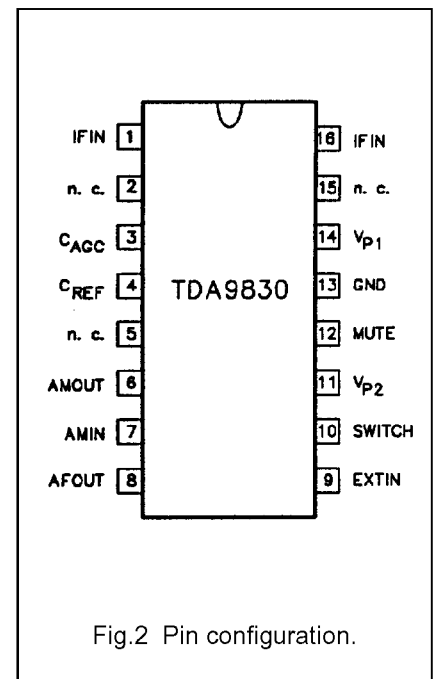 IFIN 1 16 IFIN
n. c. 2 15 n. c.
CAGC 3 14 VP1
CREF 4 TDA9830 13 GND
n. c. 5 12 MUTE
AMOUT 6 11 VP2
AMIN 7 10 SWITCH
AFOUT 8 9 EXTIN
Fig.2 Pin configuration.